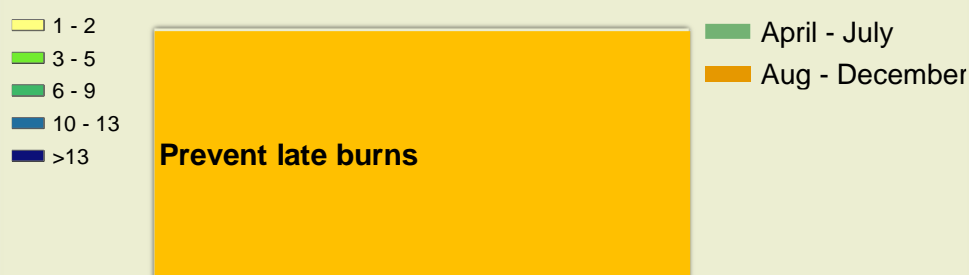 1 - 2
3 - 5
6 - 9
10 - 13
>13
Prevent late burns
April - July
Aug - December